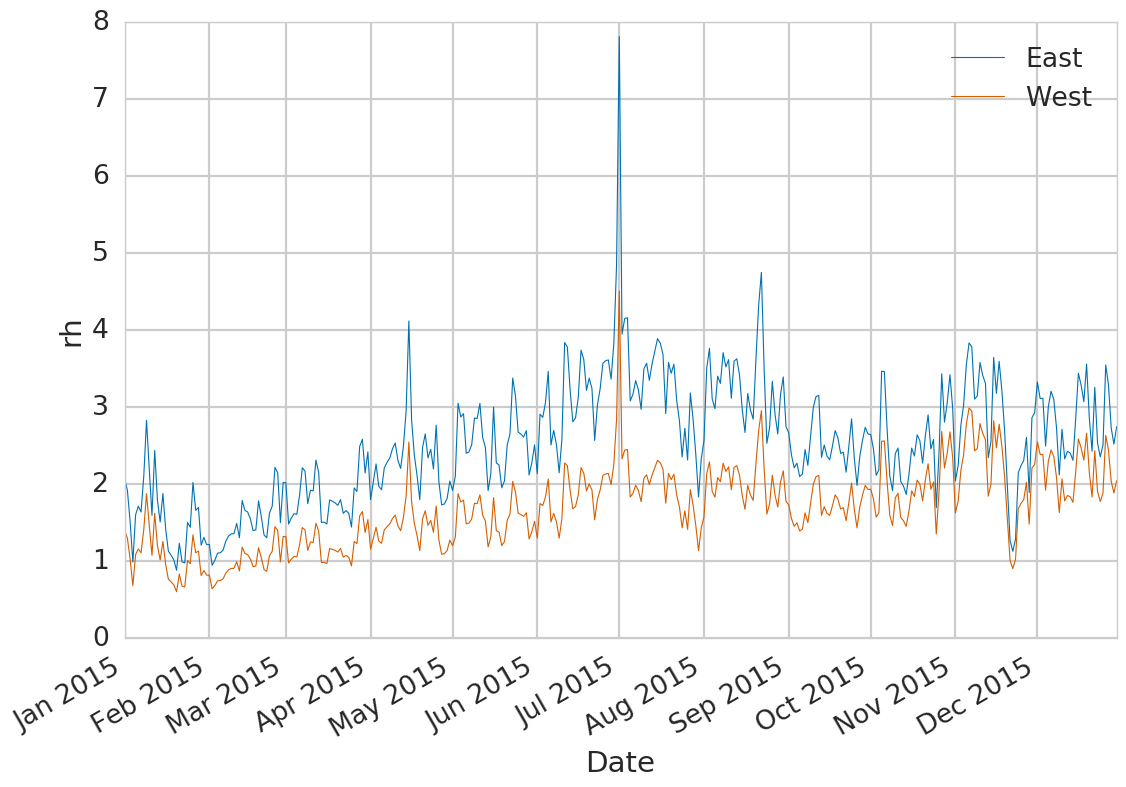 8
7
6
5
4
3
2
1
0
rh
East
West
Jan 2015
Feb 2015
Mar 2015
Apr 2015
May 2015
Jun 2015
Jul 2015
Aug 2015
Sep 2015
Oct 2015
Nov 2015
Dec 2015
Date